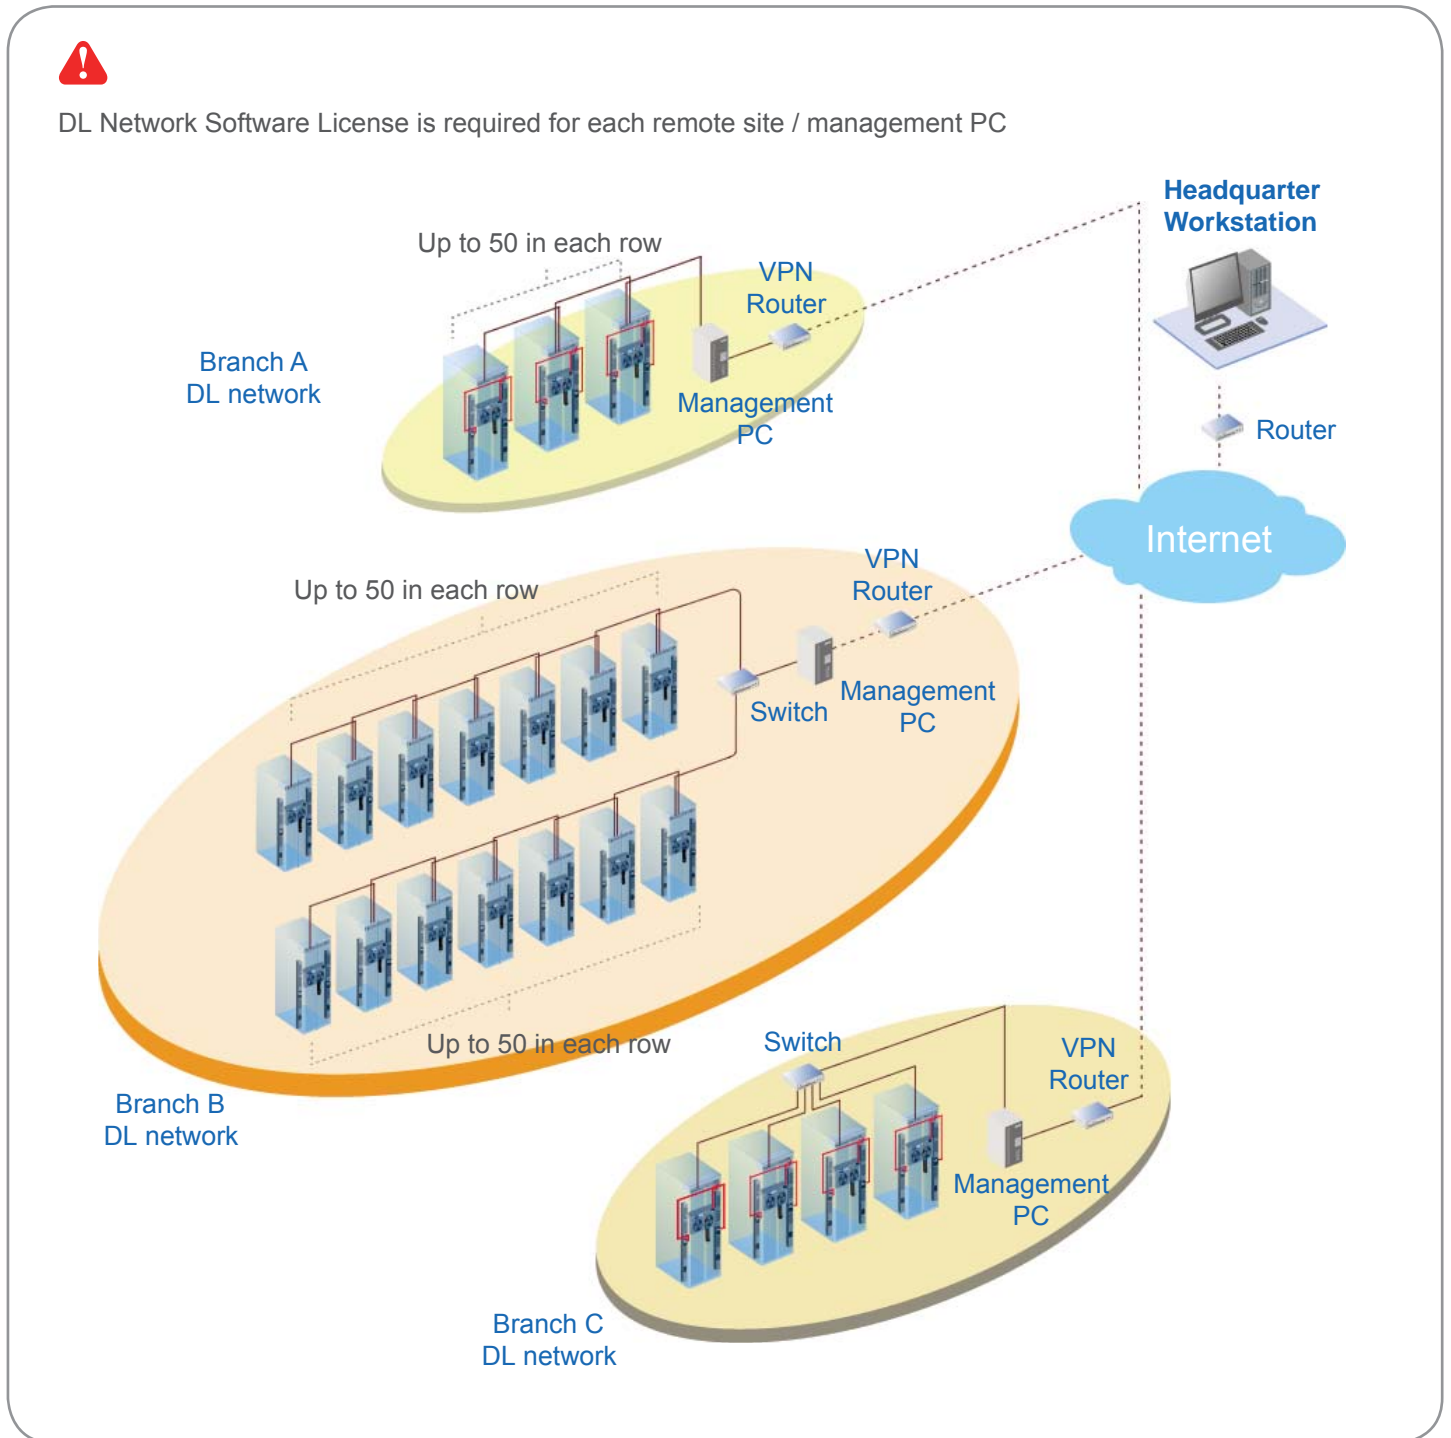 DL Network Software License is required for each remote site / management PC
Headquarter
Workstation
Up to 50 in each row
VPN
Router
Branch A
DL network
Management
PC
Router
Internet
VPN
Router
Up to 50 in each row
Management
PC
Switch
Up to 50 in each row
Switch
VPN
Router
Branch B
DL network
Management
PC
Branch C
DL network